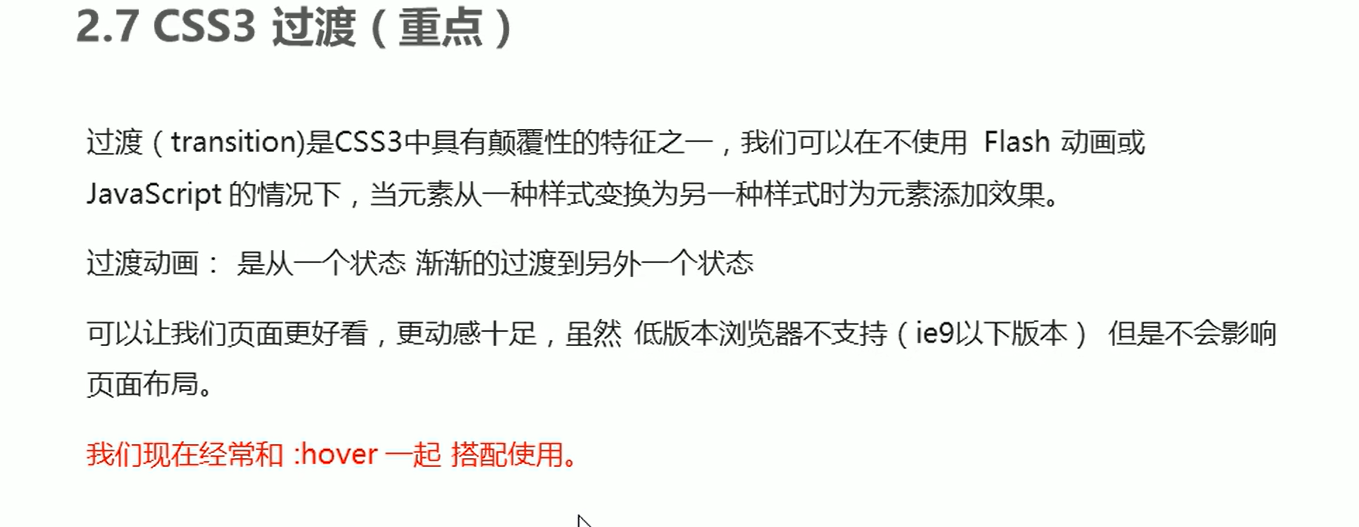 2.7 CSS3 过渡（重点）
过渡（transition)是CSS3中具有颠覆性的特征之一，我们可以在不使用 Flash 动画或
JavaScript 的情况下，当元素从一种样式变换为另一种样式时为元素添加效果。
过渡动画： 是从一个状态 渐渐的过渡到另外一个状态
可以让我们页面更好看，更动感十足，虽然 低版本浏览器不支持（ie9以下版本） 但是不会影响
页面布局。
我们现在经常和 :hover 一起 搭配使用。